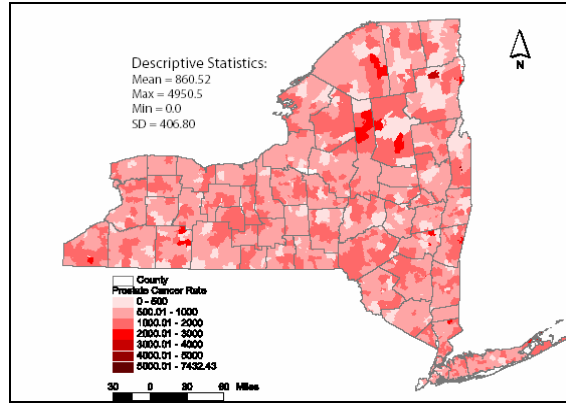 Descriptive Statistics:
Mean = 860.52
Max = 4950.5
Min = 0.0
SD = 406.80
N
County
Prostate Cancer Rate
0 - 500
500.01 - 1000
1000.01 - 2000
2000.01 - 3000
3000.01 - 4000
4000.01 - 5000
5000.01 - 7432.43
30 0 30 60 Miles